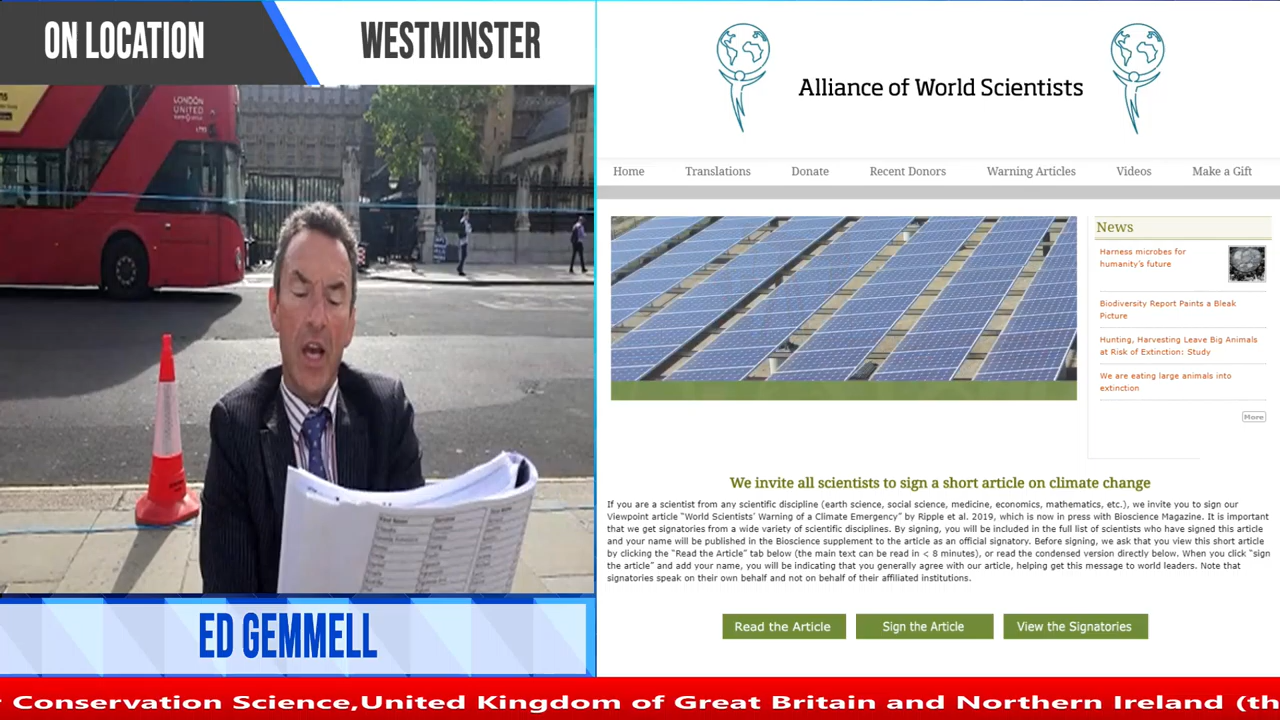 ON LOCATION
WESTMINSTER
LONDON
UNITED
ED GEMMELL
Alliance of World Scientists
Home Translations Donate Recent Donors Warning Articles Videos Make a Gift
News
Harness microbes for
humanity's future
Biodiversity Report Paints a Bleak
Picture
Hunting, Harvesting Leave Big Animals
at Risk of Extinction: Study
We are eating large animals into
extinction
More
We invite all scientists to sign a short article on climate change
If you are a scientist from any scientific discipline (earth science, social science, medicine, economics, mathematics, etc.), we invite you to sign our
Viewpoint article "World Scientists' Warning of a Climate Emergency" by Ripple et al. 2019, which is now in press with Bioscience Magazine. It is important
that we get signatories from a wide variety of scientific disciplines. By signing, you will be included in the full list of scientists who have signed this article
and your name will be published in the Bioscience supplement to the article as an official signatory. Before signing, we ask that you view this short article
by clicking the "Read the Article" tab below (the main text can be read in < 8 minutes), or read the condensed version directly below. When you click "sign
the article" and add your name, you will be indicating that you generally agree with our article, helping get this message to world leaders. Note that
signatories speak on their own behalf and not on behalf of their affiliated institutions.
Read the Article Sign the Article View the Signatories
Conservation Science,United Kingdom of Great Britain and Northern Ireland (th